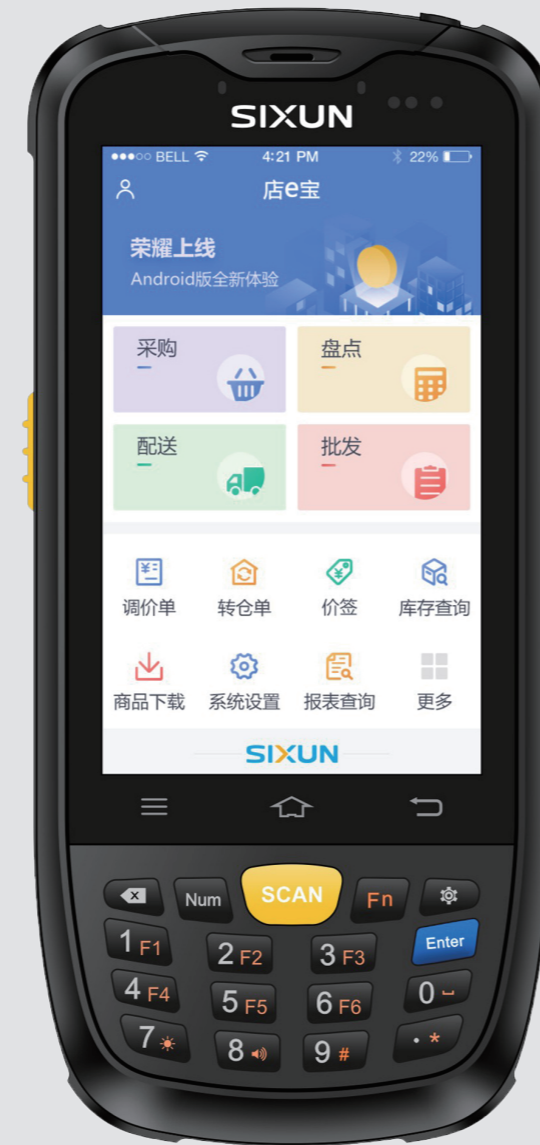 SIXUN
BELL 4:21 PM 22%
店e宝
荣耀上线
Android版全新体验
采购 盘点
配送 批发
调价单 转仓单 价签 库存查询
商品下载 系统设置 报表查询 更多
SIXUN
Num SCAN Fn
1 F1 2 F2 3 F3 Enter
4 F4 5 F5 6 F6 0
7 8 9 # . *